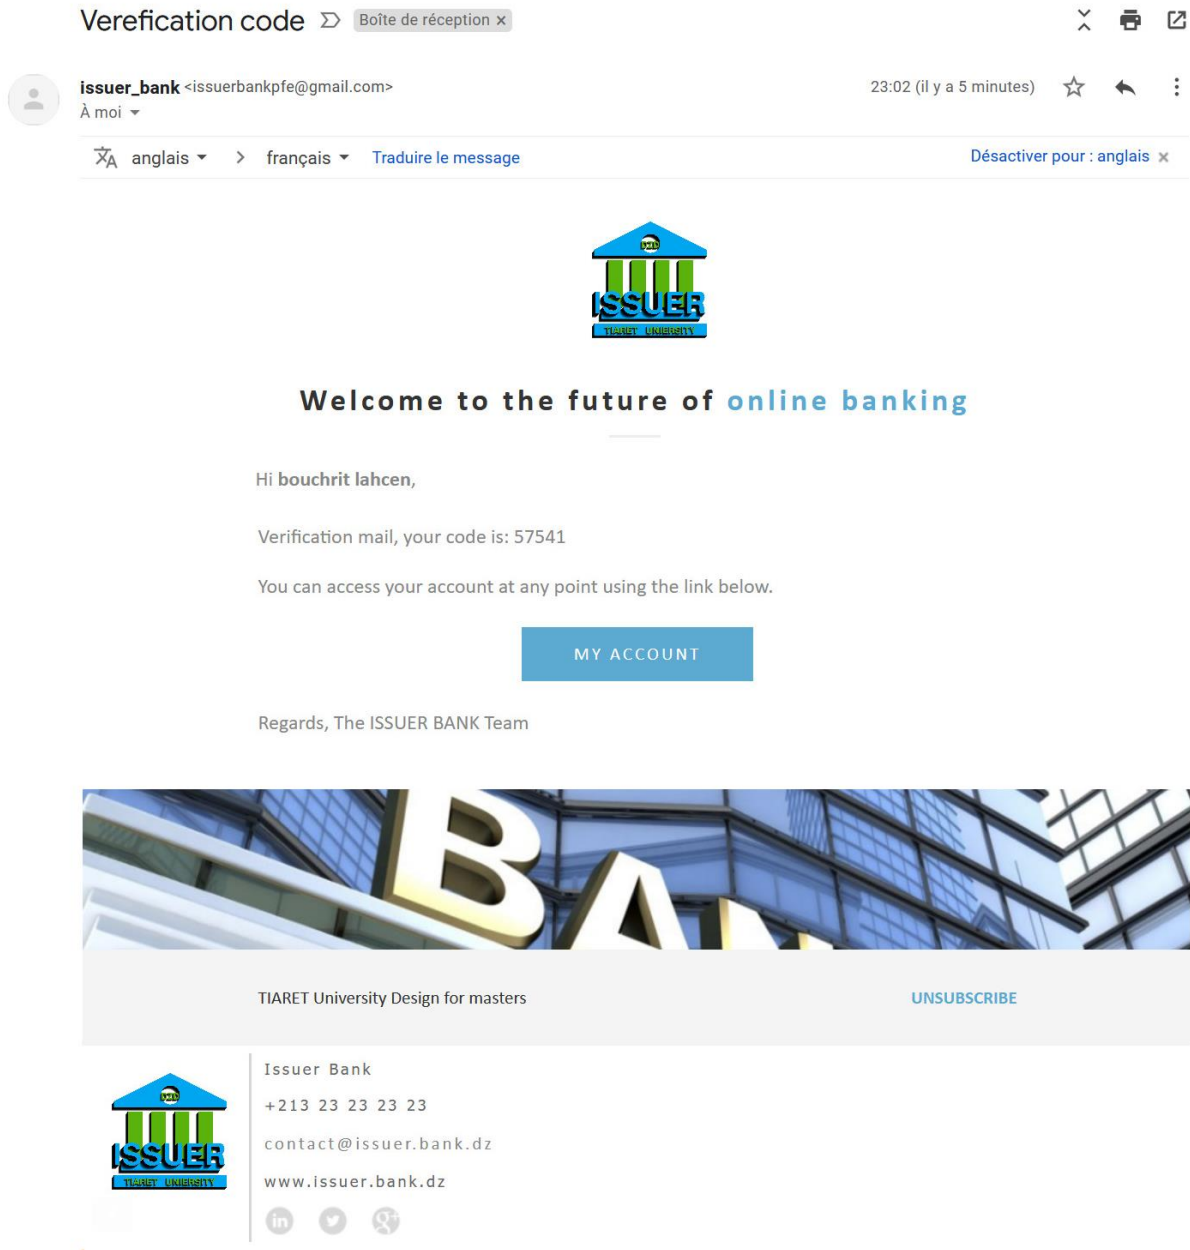 Verefication code Boîte de réception ×
issuer_bank <issuerbankpfe@gmail.com> 23:02 (il y a 5 minutes)
À moi
anglais > français Traduire le message Désactiver pour : anglais ×
ISSUER
TIARET UNIERSITY
Welcome to the future of online banking
Hi bouchrit lahcen,
Verification mail, your code is: 57541
You can access your account at any point using the link below.
MY ACCOUNT
Regards, The ISSUER BANK Team
BAN
TIARET University Design for masters UNSUBSCRIBE
Issuer Bank
+213 23 23 23 23
contact@issuer.bank.dz
www.issuer.bank.dz
ISSUER
TIARET UNIERSITY
in g+